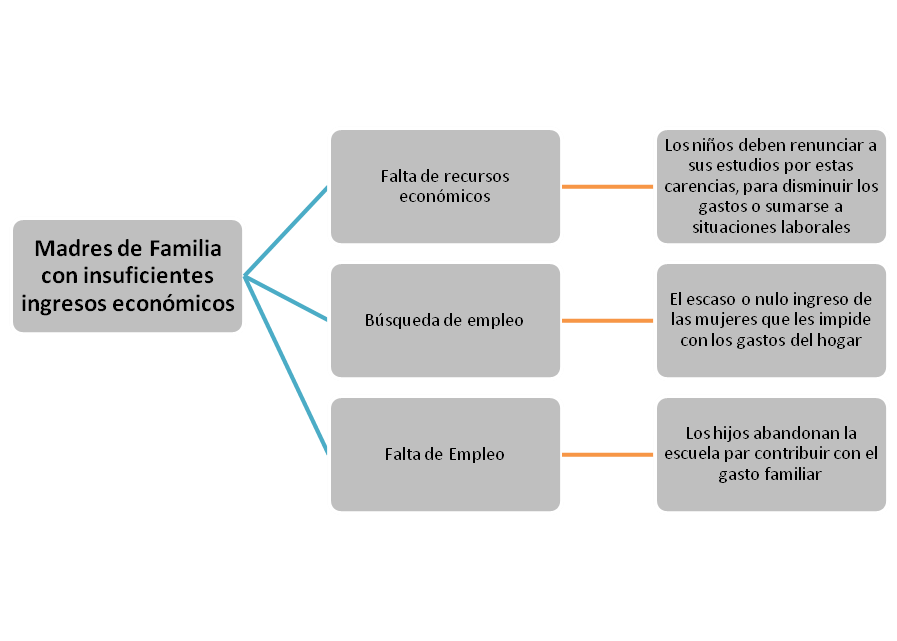 Madres de Familia
con insuficientes
ingresos económicos
Falta de recursos
económicos
Los niños deben renunciar a
sus estudios por estas
carencias, para disminuir los
gastos o sumarse a
situaciones laborales
Búsqueda de empleo
El escaso o nulo ingreso de
las mujeres que les impide
con los gastos del hogar
Falta de Empleo
Los hijos abandonan la
escuela par contribuir con el
gasto familiar